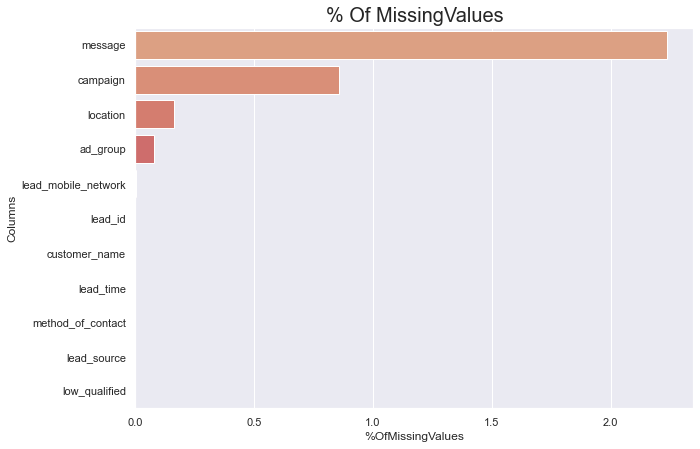 % Of MissingValues
message
campaign
location
ad_group
lead_mobile_network
lead_id
customer_name
lead_time
method_of_contact
lead_source
low_qualified
Columns
0.0 0.5 1.0 1.5 2.0
%OfMissingValues